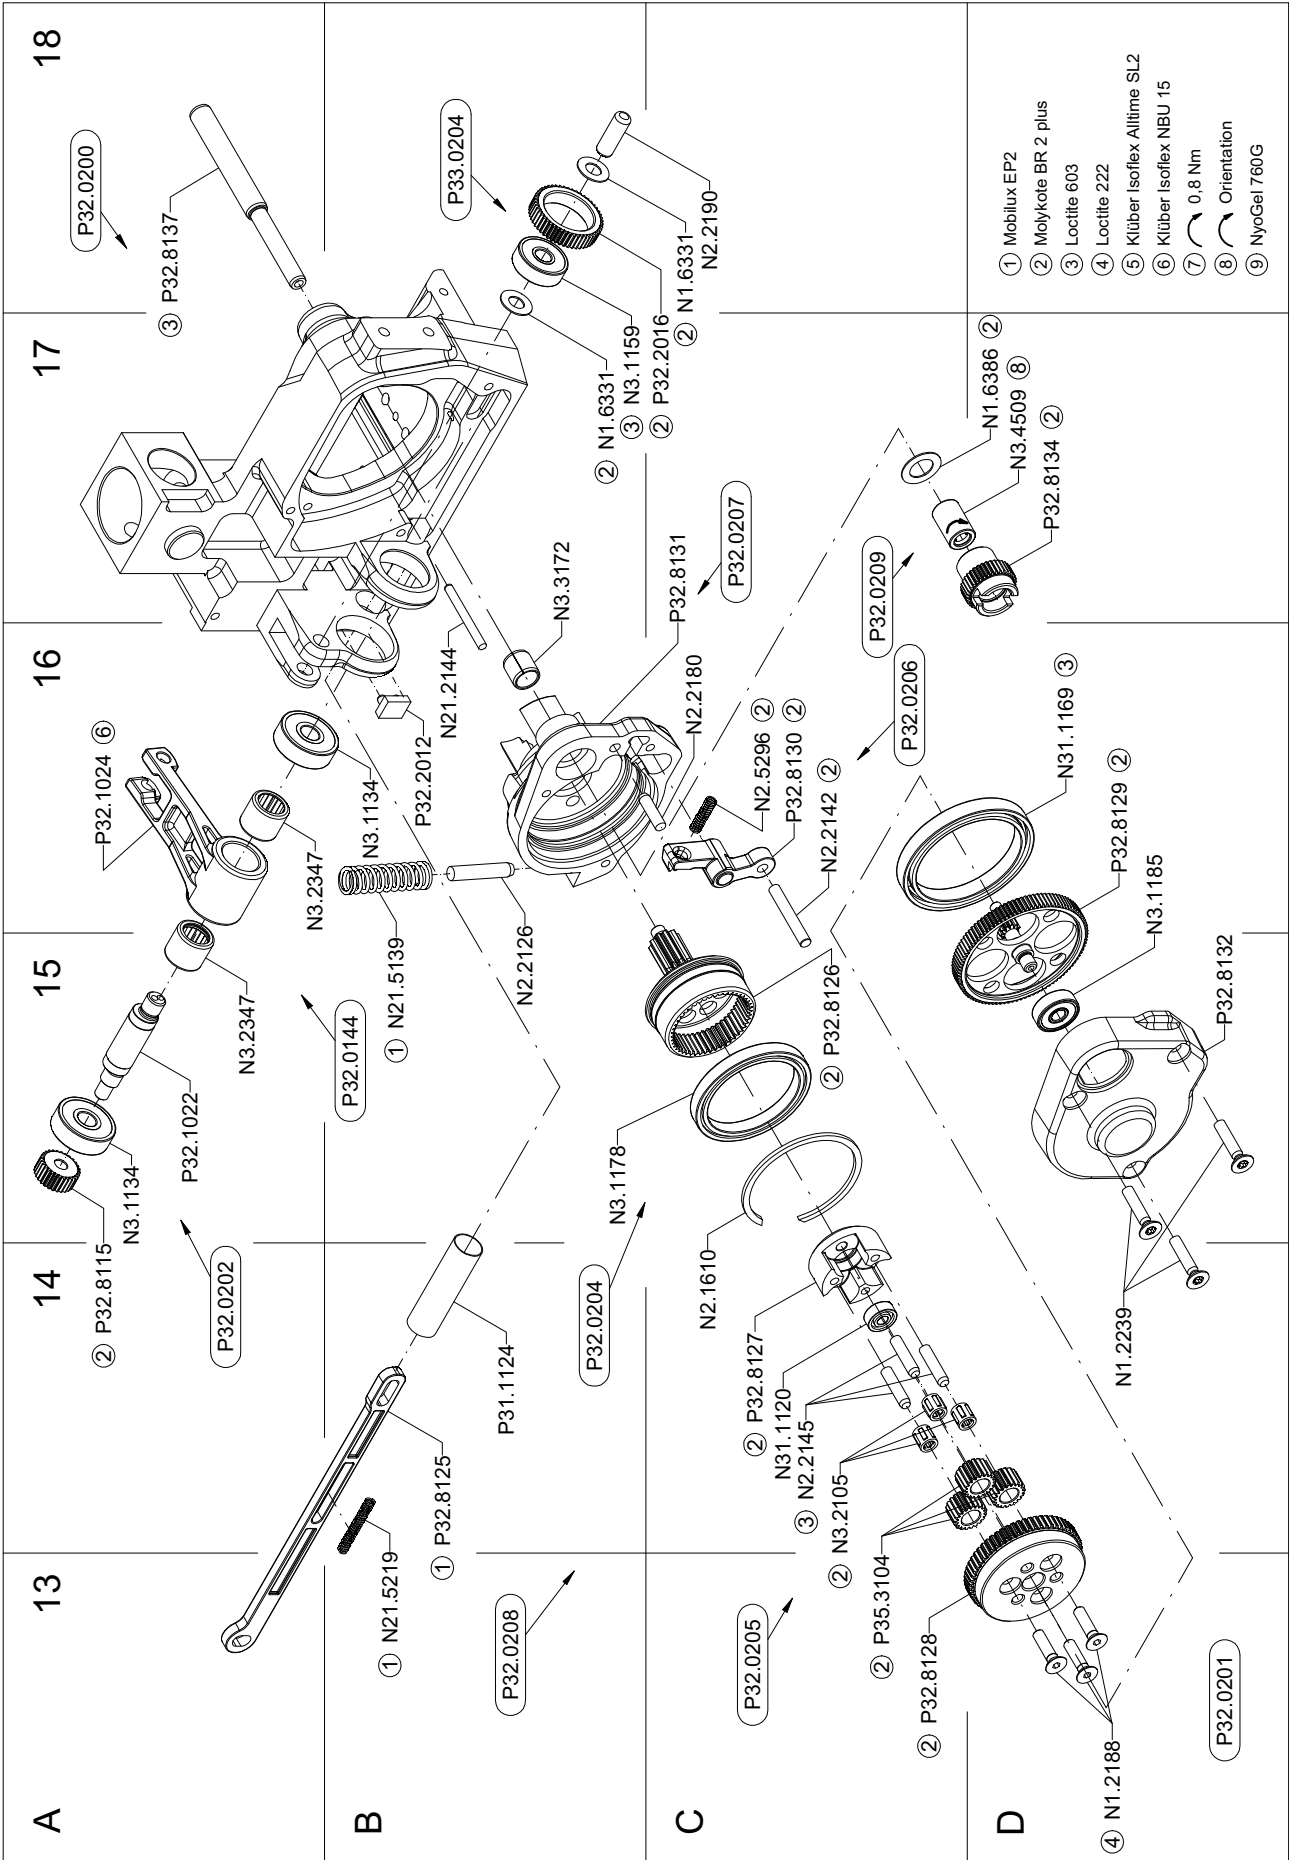 13
14
15
16
17
18
A
B
C
D
P32.0200
③ P32.8137
P33.0204
N2.2190
② N1.6331
② P32.2016
③ N3.1159
② N1.6331
P32.1024 ⑥
N3.1134
N3.2347
N3.2347
P32.1022
N3.1134
② P32.8115
P32.0202
P32.0144
① N21.5139
N2.2126
P32.2012
N21.2144
N3.3172
P32.8131
P32.0207
N2.2180
N2.5296 ②
P32.8130 ②
N2.2142 ②
P32.0206
P32.0209
N1.6386 ②
N3.4509 ⑧
P32.8134 ②
P31.1124
① P32.8125
① N21.5219
P32.0208
② P32.8126
N3.1178
N2.1610
P32.0204
② P32.8127
N31.1120
③ N2.2145
② N3.2105
② P35.3104
② P32.8128
P32.0205
④ N1.2188
P32.0201
N31.1169 ③
P32.8129 ②
N3.1185
P32.8132
N1.2239
① Mobilux EP2
② Molykote BR 2 plus
③ Loctite 603
④ Loctite 222
⑤ Klüber Isoflex Alltime SL2
⑥ Klüber Isoflex NBU 15
⑦ 0,8 Nm
⑧ Orientation
⑨ NyoGel 760G